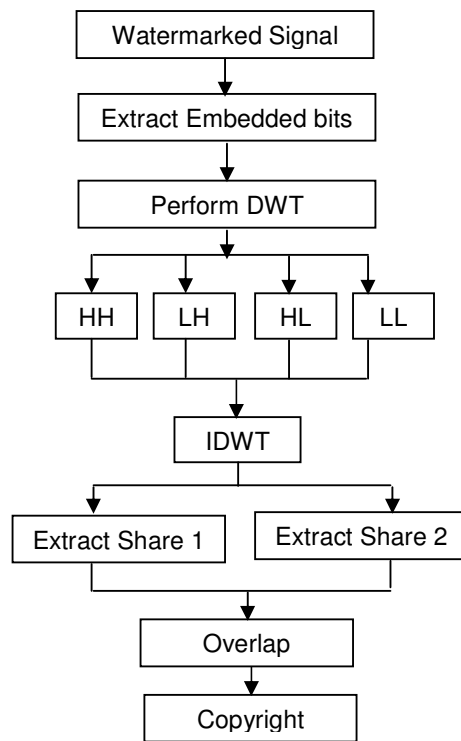 Watermarked Signal
Extract Embedded bits
Perform DWT
HH
LH
HL
LL
IDWT
Extract Share 1
Extract Share 2
Overlap
Copyright